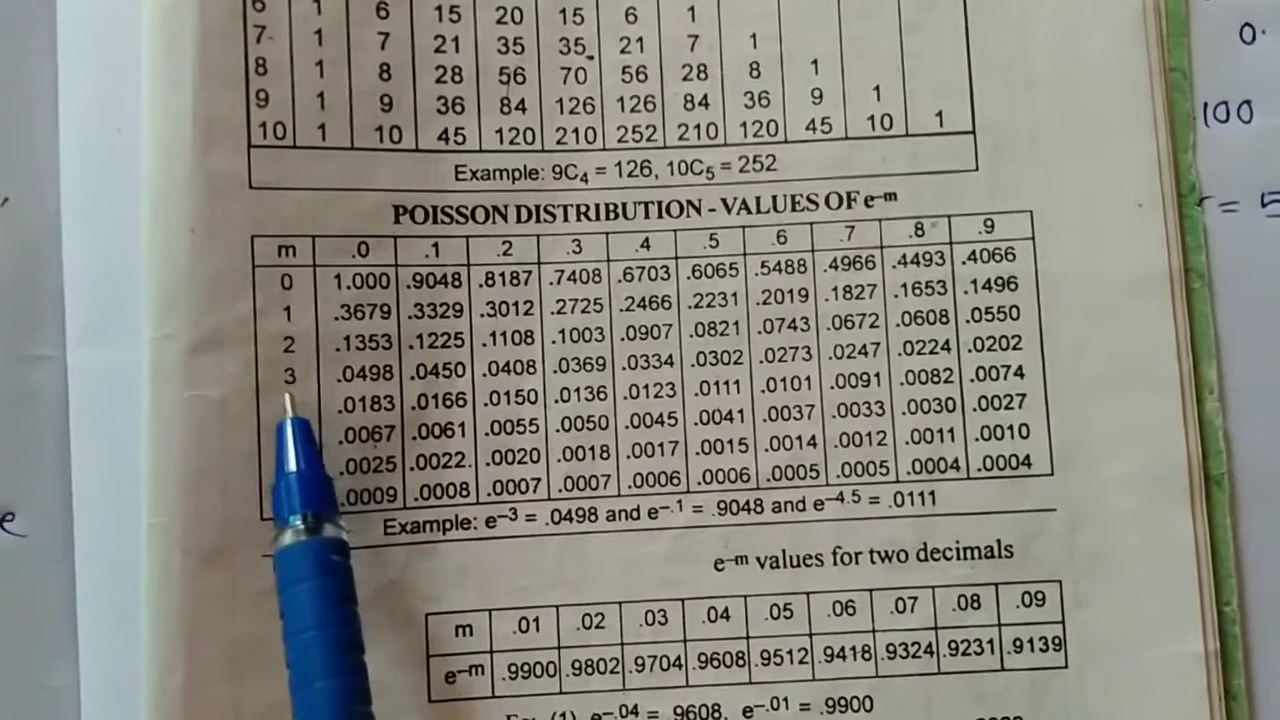 6 1 6 15 20 15 6 1
7 1 7 21 35 35 21 7 1
8 1 8 28 56 70 56 28 8 1
9 1 9 36 84 126 126 84 36 9 1
10 1 10 45 120 210 252 210 120 45 10 1
Example: 9C4 = 126, 10C5 = 252
POISSON DISTRIBUTION - VALUES OF e–m
m .0 .1 .2 .3 .4 .5 .6 .7 .8 .9
0 1.000 .9048 .8187 .7408 .6703 .6065 .5488 .4966 .4493 .4066
1 .3679 .3329 .3012 .2725 .2466 .2231 .2019 .1827 .1653 .1496
2 .1353 .1225 .1108 .1003 .0907 .0821 .0743 .0672 .0608 .0550
3 .0498 .0450 .0408 .0369 .0334 .0302 .0273 .0247 .0224 .0202
.0183 .0166 .0150 .0136 .0123 .0111 .0101 .0091 .0082 .0074
.0067 .0061 .0055 .0050 .0045 .0041 .0037 .0033 .0030 .0027
.0025 .0022. .0020 .0018 .0017 .0015 .0014 .0012 .0011 .0010
.0009 .0008 .0007 .0007 .0006 .0006 .0005 .0005 .0004 .0004
Example: e–3 = .0498 and e–.1 = .9048 and e–4.5 = .0111
e–m values for two decimals
m .01 .02 .03 .04 .05 .06 .07 .08 .09
e–m .9900 .9802 .9704 .9608 .9512 .9418 .9324 .9231 .9139
(1) e–.04 = .9608, e–.01 = .9900
0.
100
= 5
e